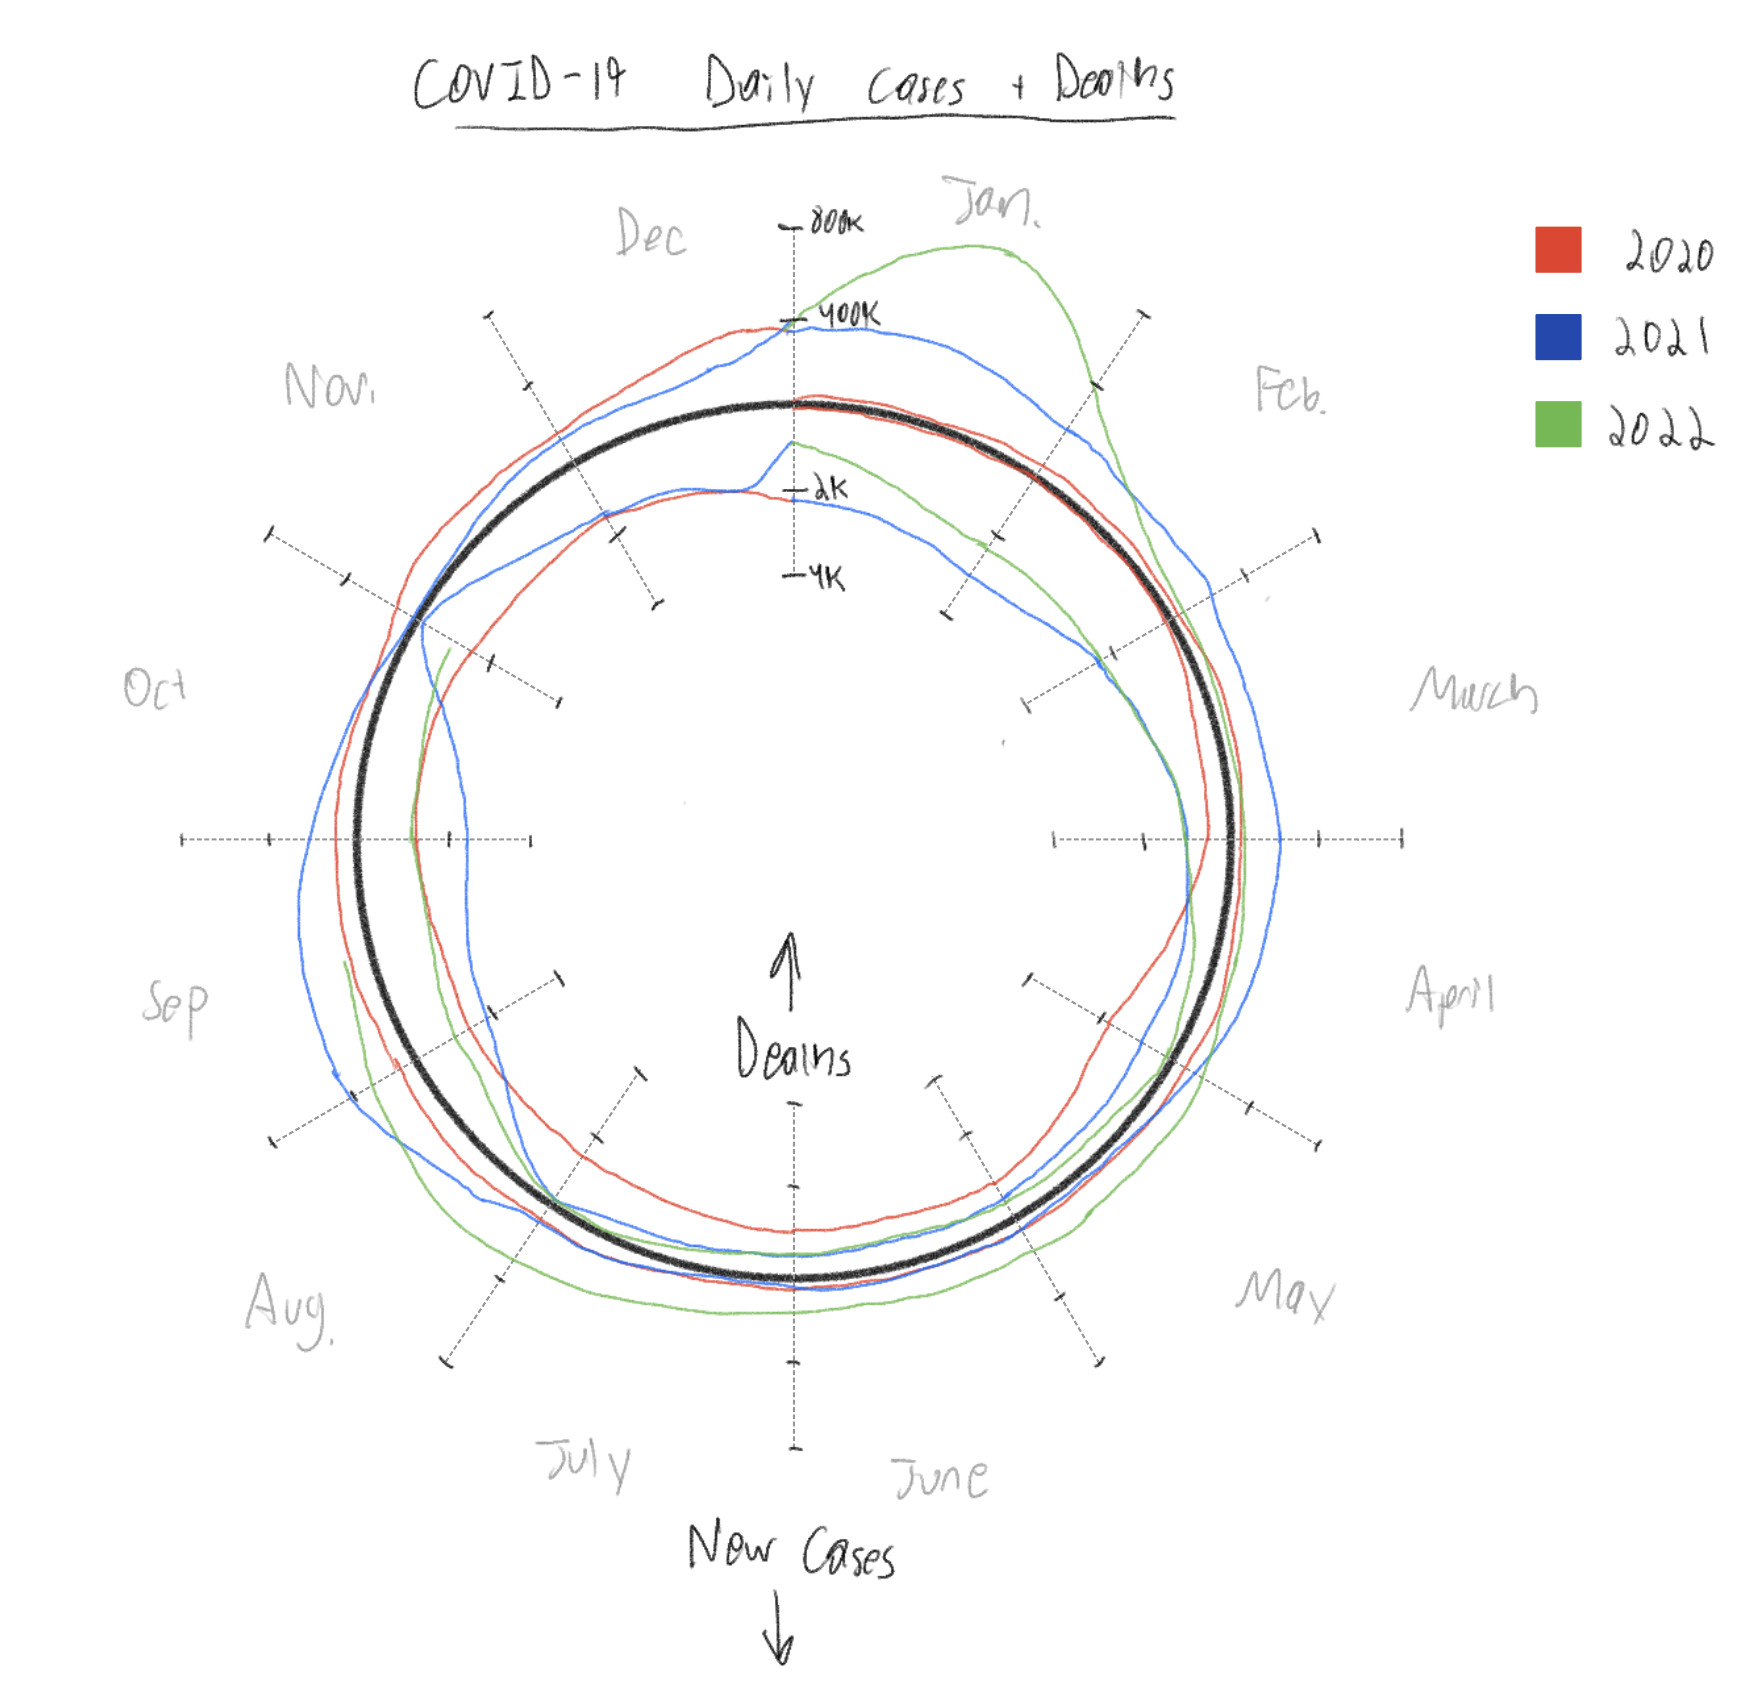 COVID-19 Daily Cases + Deaths
Jan.
Dec
800K
2020
400K
2021
Nov.
Feb.
2022
2K
4K
Oct
March
Sep
April
Deaths
Aug.
May
July
June
New Cases